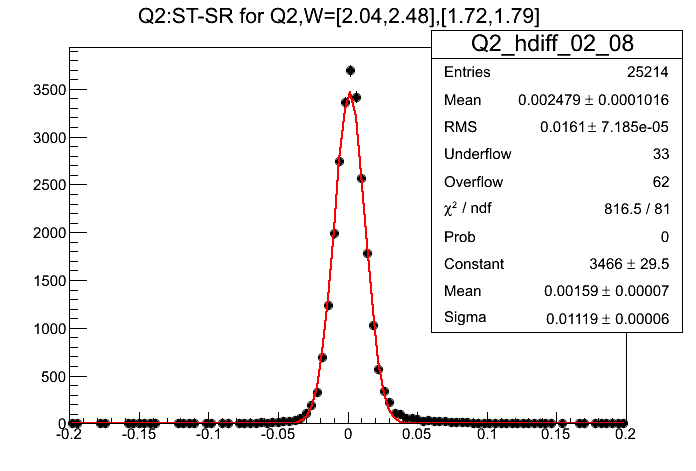 Q2:ST-SR for Q2,W=[2.04,2.48],[1.72,1.79]
Q2_hdiff_02_08
Entries 25214
Mean 0.002479 ± 0.0001016
RMS 0.0161 ± 7.185e-05
Underflow 33
Overflow 62
χ² / ndf 816.5 / 81
Prob 0
Constant 3466 ± 29.5
Mean 0.00159 ± 0.00007
Sigma 0.01119 ± 0.00006
3500
3000
2500
2000
1500
1000
500
0
-0.2 -0.15 -0.1 -0.05 0 0.05 0.1 0.15 0.2